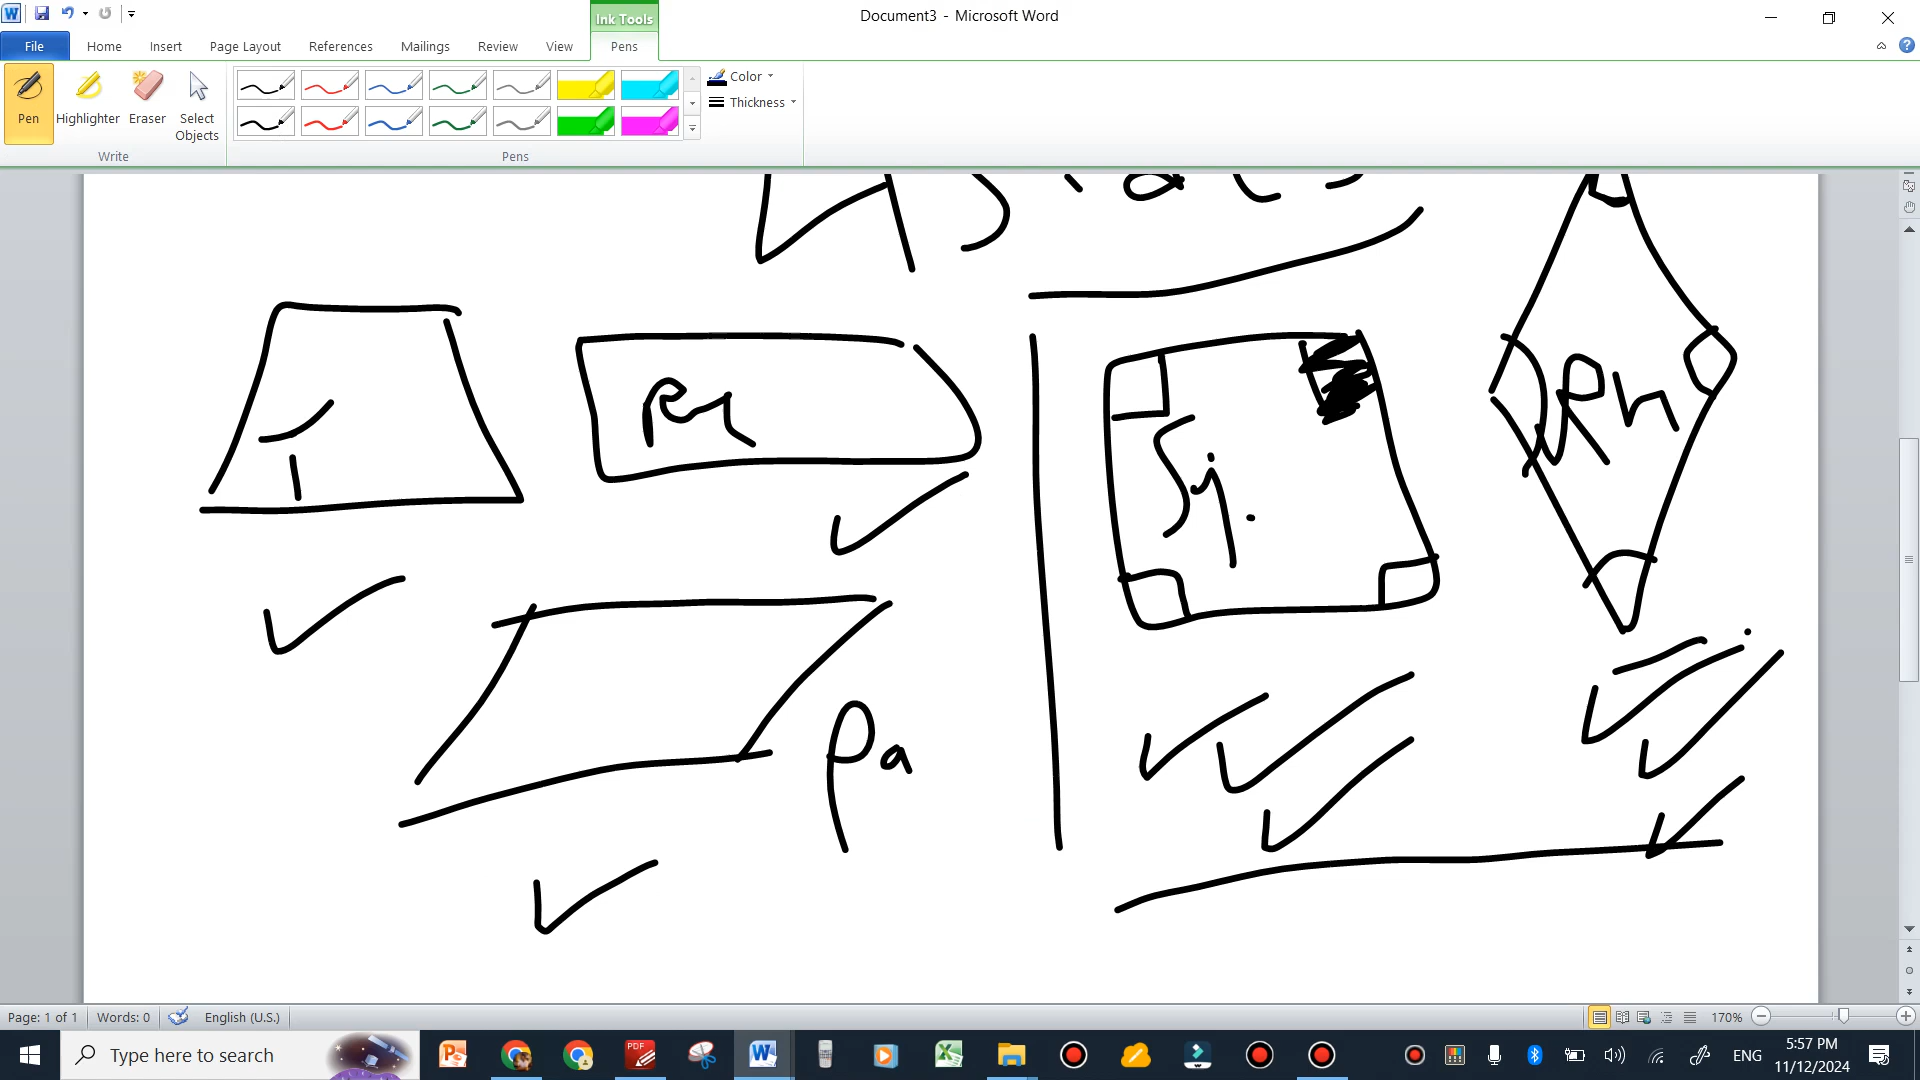 Document3 - Microsoft Word
Ink Tools
File Home Insert Page Layout References Mailings Review View Pens
Pen Highlighter Eraser Select Objects
Color
Thickness
Write Pens
Rh
Sq.
Pa
Page: 1 of 1 Words: 0 English (U.S.) 170%
Type here to search
ENG
5:57 PM
11/12/2024